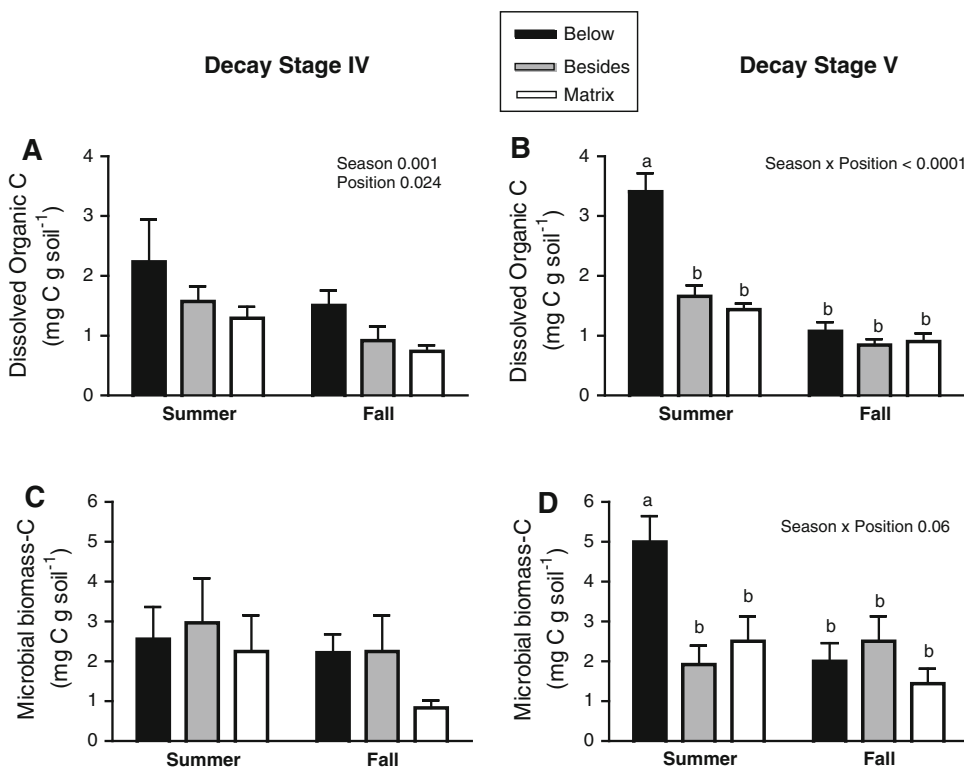 Below
Besides
Matrix
Decay Stage IV
Decay Stage V
A
Season 0.001
Position 0.024
Dissolved Organic C
(mg C g soil⁻¹)
4
3
2
1
0
Summer
Fall
B
Season x Position < 0.0001
Dissolved Organic C
(mg C g soil⁻¹)
4
3
2
1
0
a
b
b
b
b
b
Summer
Fall
C
Microbial biomass-C
(mg C g soil⁻¹)
6
5
4
3
2
1
0
Summer
Fall
D
Season x Position 0.06
Microbial biomass-C
(mg C g soil⁻¹)
6
5
4
3
2
1
0
a
b
b
b
b
b
Summer
Fall